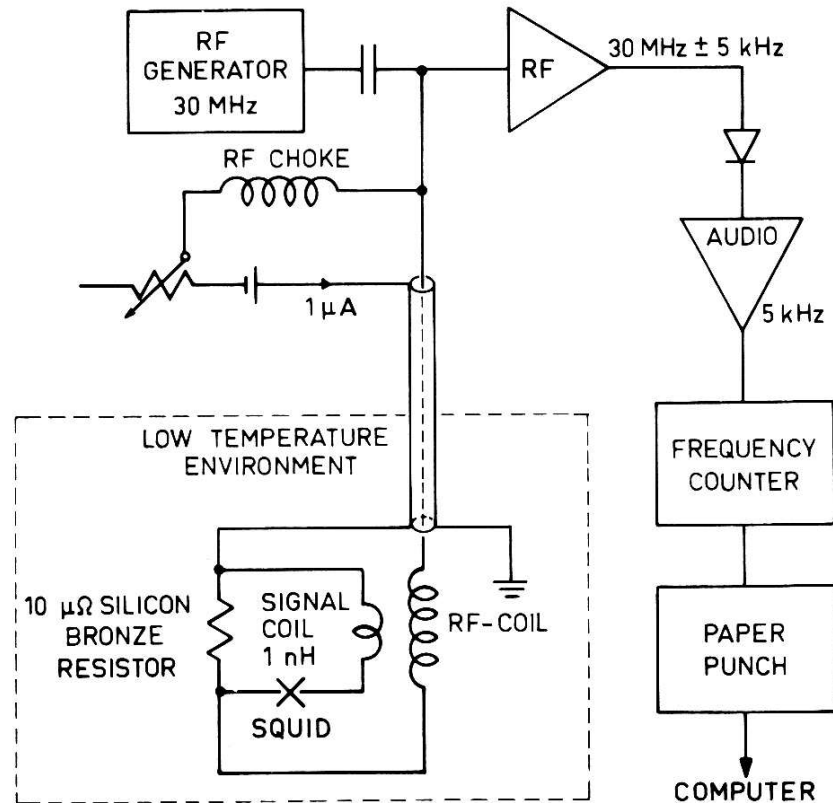 RF
GENERATOR
30 MHz
RF
30 MHz ± 5 kHz
RF CHOKE
1 μA
AUDIO
5 kHz
LOW TEMPERATURE
ENVIRONMENT
FREQUENCY
COUNTER
10 μΩ SILICON
BRONZE
RESISTOR
SIGNAL
COIL
1 nH
SQUID
RF-COIL
PAPER
PUNCH
COMPUTER